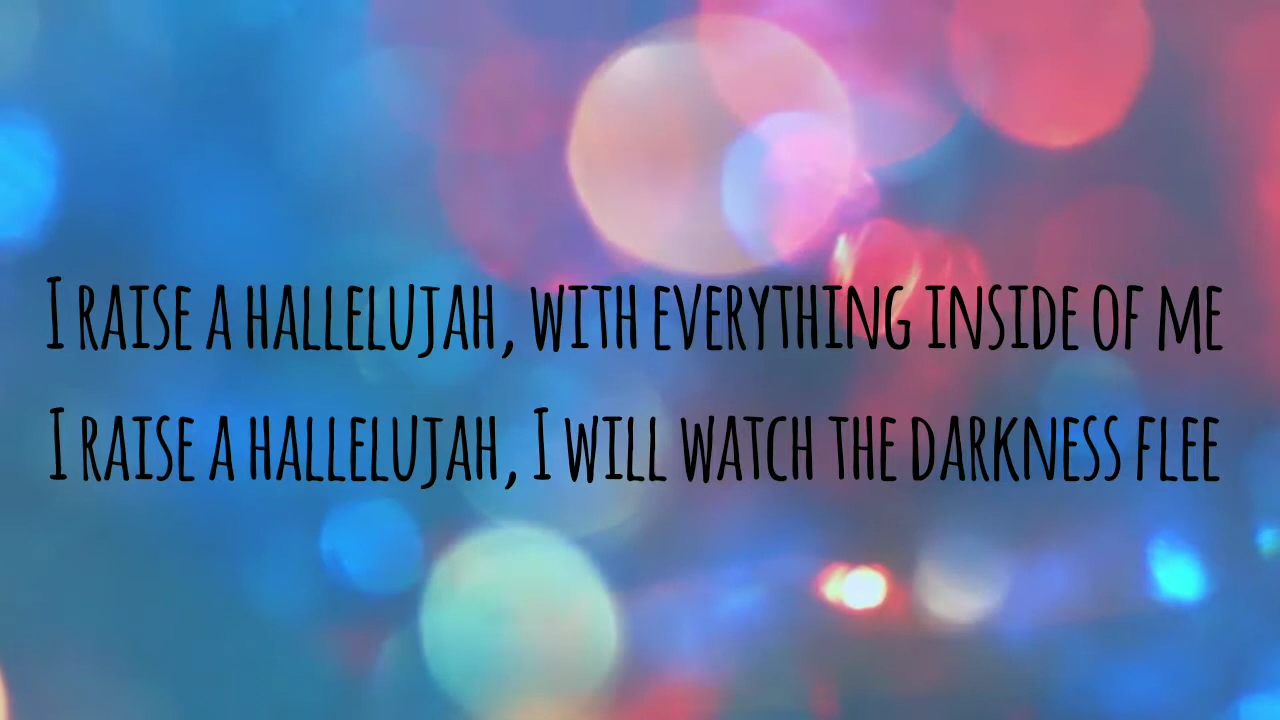 I raise a hallelujah, with everything inside of me
I raise a hallelujah, I will watch the darkness flee